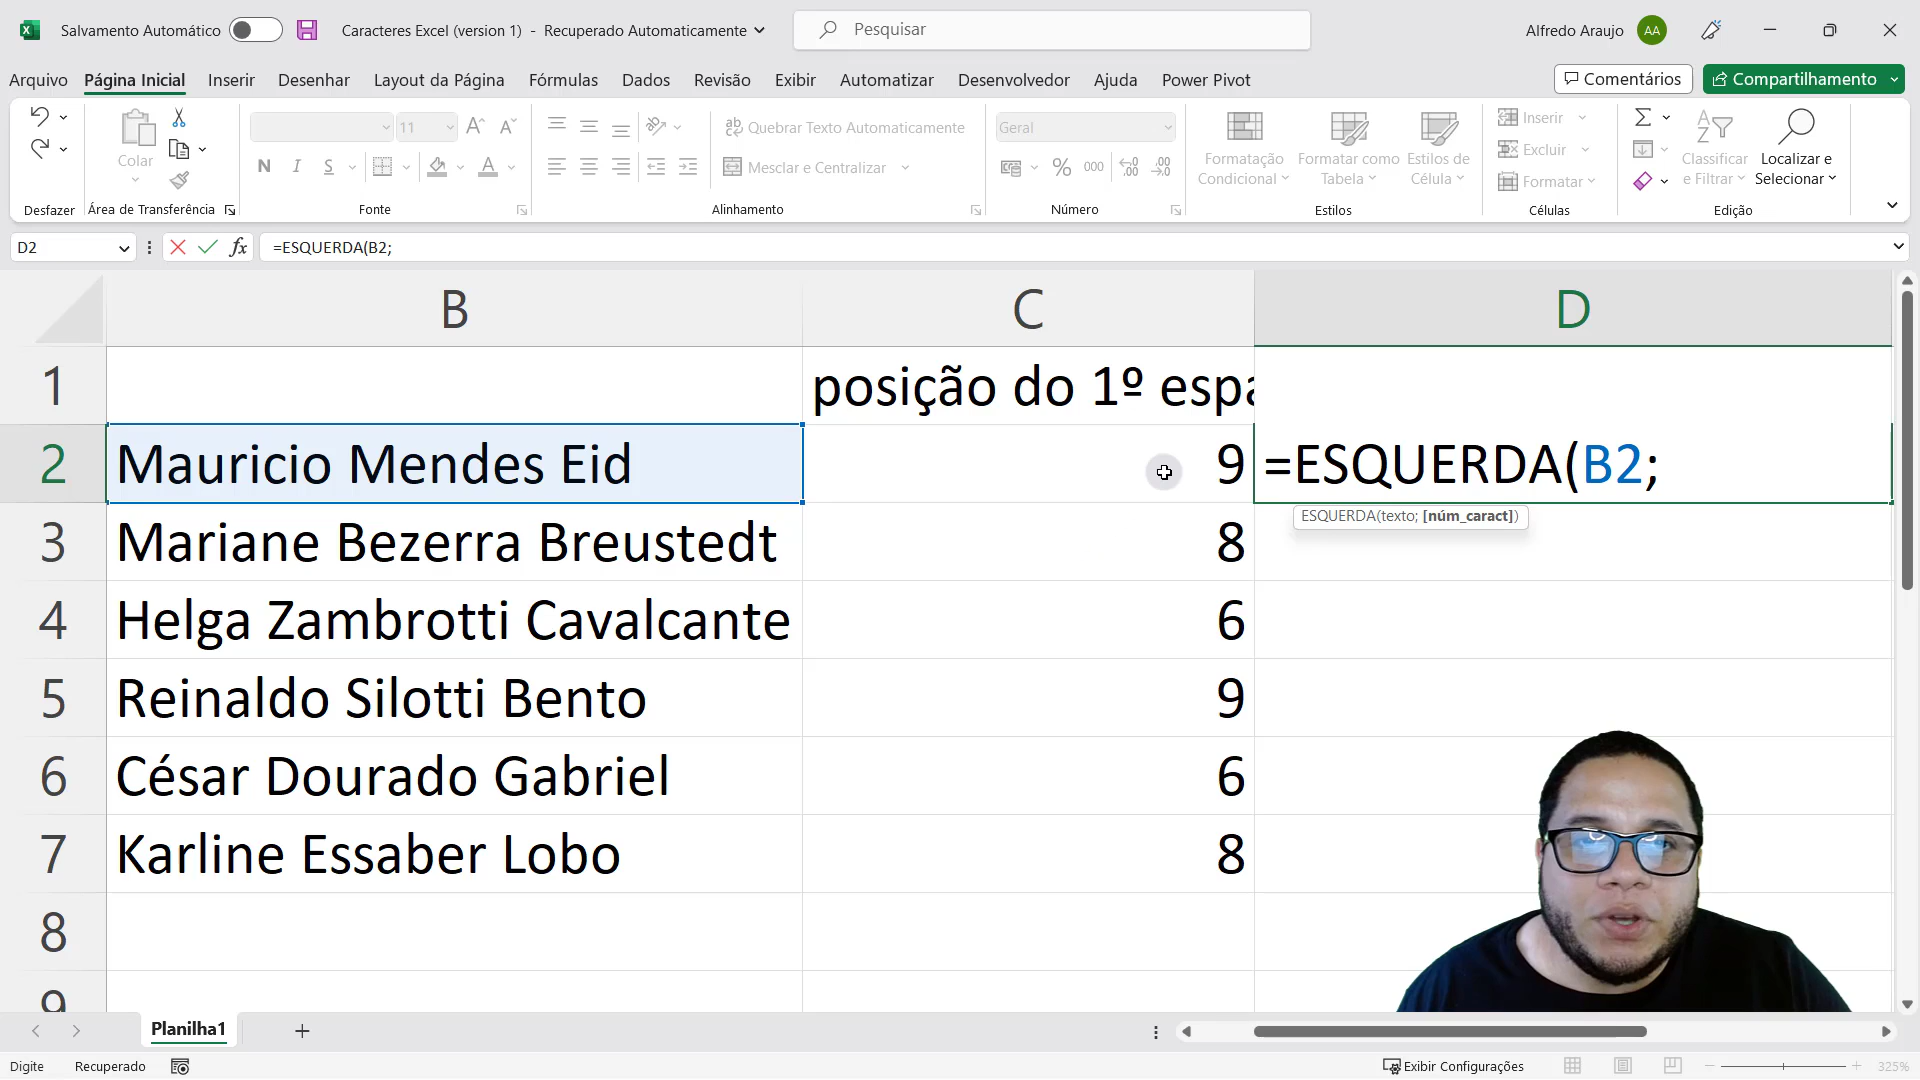 Salvamento Automático Caracteres Excel (version 1) - Recuperado Automaticamente Pesquisar Alfredo Araujo AA
Arquivo Página Inicial Inserir Desenhar Layout da Página Fórmulas Dados Revisão Exibir Automatizar Desenvolvedor Ajuda Power Pivot Comentários Compartilhamento
11 Quebrar Texto Automaticamente Geral Inserir
Colar Formatação Condicional Formatar como Tabela Estilos de Célula Excluir Classificar e Filtrar Localizar e Selecionar
N I S A Mesclar e Centralizar % 000 Formatar
Desfazer Área de Transferência Fonte Alinhamento Número Estilos Células Edição
D2 fx =ESQUERDA(B2;
B C D
1 posição do 1º espa
2 Mauricio Mendes Eid 9 =ESQUERDA(B2;
ESQUERDA(texto; [núm_caract])
3 Mariane Bezerra Breustedt 8
4 Helga Zambrotti Cavalcante 6
5 Reinaldo Silotti Bento 9
6 César Dourado Gabriel 6
7 Karline Essaber Lobo 8
8
9
Planilha1
Digite Recuperado Exibir Configurações 325%